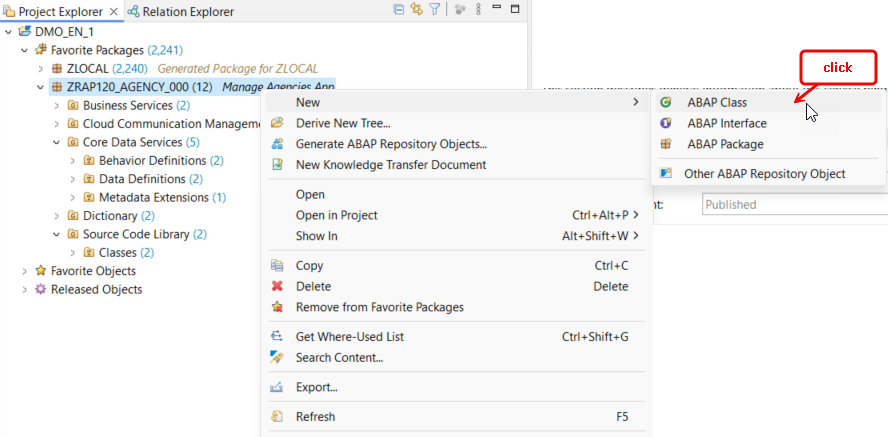 Project Explorer
Relation Explorer
DMO_EN_1
Favorite Packages (2,241)
ZLOCAL (2,240) Generated Package for ZLOCAL
ZRAP120_AGENCY_000 (12) Manage Agencies App
Business Services (2)
Cloud Communication Manageme
Core Data Services (5)
Behavior Definitions (2)
Data Definitions (2)
Metadata Extensions (1)
Dictionary (2)
Source Code Library (2)
Classes (2)
Favorite Objects
Released Objects
New
Derive New Tree...
Generate ABAP Repository Objects...
New Knowledge Transfer Document
Open
Open in Project Ctrl+Alt+P
Show In Alt+Shift+W
Copy Ctrl+C
Delete Delete
Remove from Favorite Packages
Get Where-Used List Ctrl+Shift+G
Search Content...
Export...
Refresh F5
click
ABAP Class
ABAP Interface
ABAP Package
Other ABAP Repository Object
nt: Published